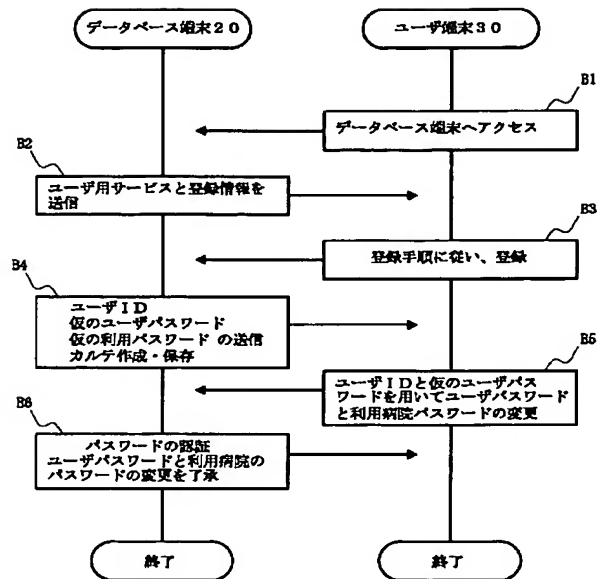 データベース端末20
ユーザ端末30
B1
データベース端末へアクセス
B2
ユーザ用サービスと登録情報を
送信
B3
登録手順に従い、登録
B4
ユーザID
仮のユーザパスワード
仮の利用パスワード の送信
カルテ作成・保存
B5
ユーザIDと仮のユーザパス
ワードを用いてユーザパスワード
と利用病院パスワードの変更
B6
パスワードの認証
ユーザパスワードと利用病院の
パスワードの変更を了承
終了
終了